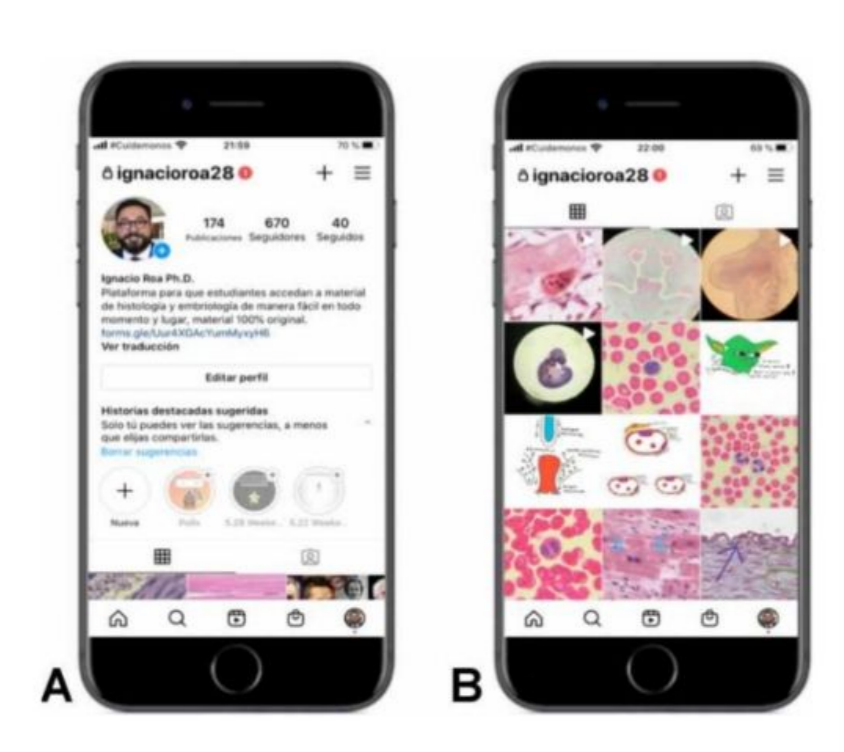 #Cuidemonos 21:59 70 %
ignacioroa28
174 670 40
Publicaciones Seguidores Seguidos
Ignacio Roa Ph.D.
Plataforma para que estudiantes accedan a material
de histología y embriología de manera fácil en todo
momento y lugar, material 100% original.
Ver traducción
Editar perfil
Historias destacadas sugeridas
Solo tú puedes ver las sugerencias, a menos
que elijas compartirlas.
Borrar sugerencias
Nueva
A
#Cuidemonos 22:00 69 %
ignacioroa28
B